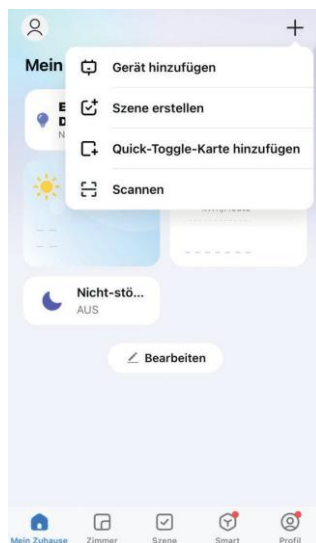 Mein
Gerät hinzufügen
Szene erstellen
Quick-Toggle-Karte hinzufügen
Scannen
E
D
N
Nicht-stö...
AUS
Bearbeiten
Mein Zuhause
Zimmer
Szene
Smart
Profil